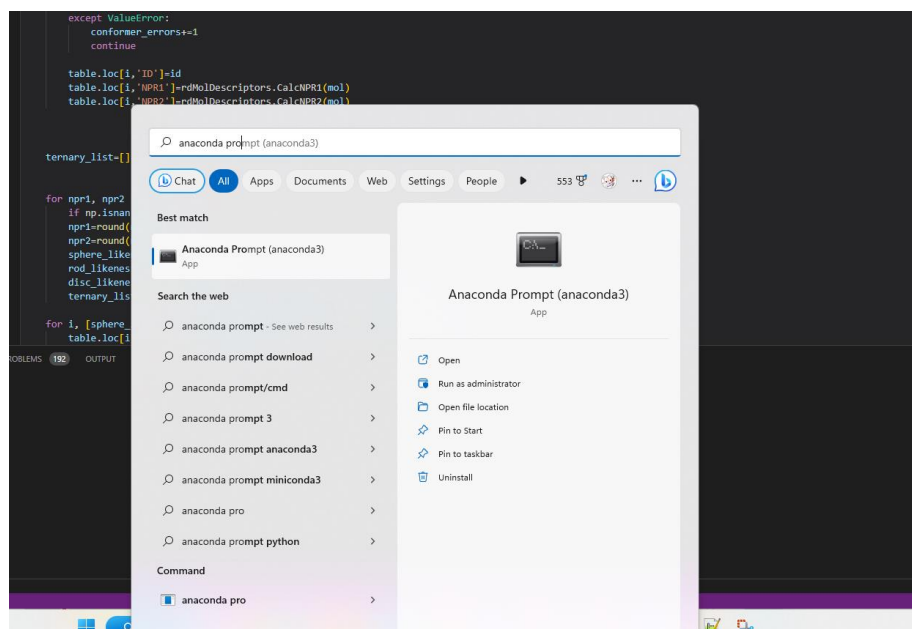 except ValueError:
conformer_errors+=1
continue
table.loc[i,'ID']=id
table.loc[i,'NPR1']=rdMolDescriptors.CalcNPR1(mol)
table.loc[i,'NPR2']=rdMolDescriptors.CalcNPR2(mol)
ternary_list=[]
for npr1, npr2
if np.isnan
npr1=round(
npr2=round(
sphere_like
rod_likenes
disc_likene
ternary_lis
for i, [sphere_
table.loc[i
ROBLEMS 192 OUTPUT
anaconda prompt (anaconda3)
Chat All Apps Documents Web Settings People 553
Best match
Anaconda Prompt (anaconda3)
App
Search the web
anaconda prompt - See web results
anaconda prompt download
anaconda prompt/cmd
anaconda prompt 3
anaconda prompt anaconda3
anaconda prompt miniconda3
anaconda pro
anaconda prompt python
Command
anaconda pro
Anaconda Prompt (anaconda3)
App
Open
Run as administrator
Open file location
Pin to Start
Pin to taskbar
Uninstall